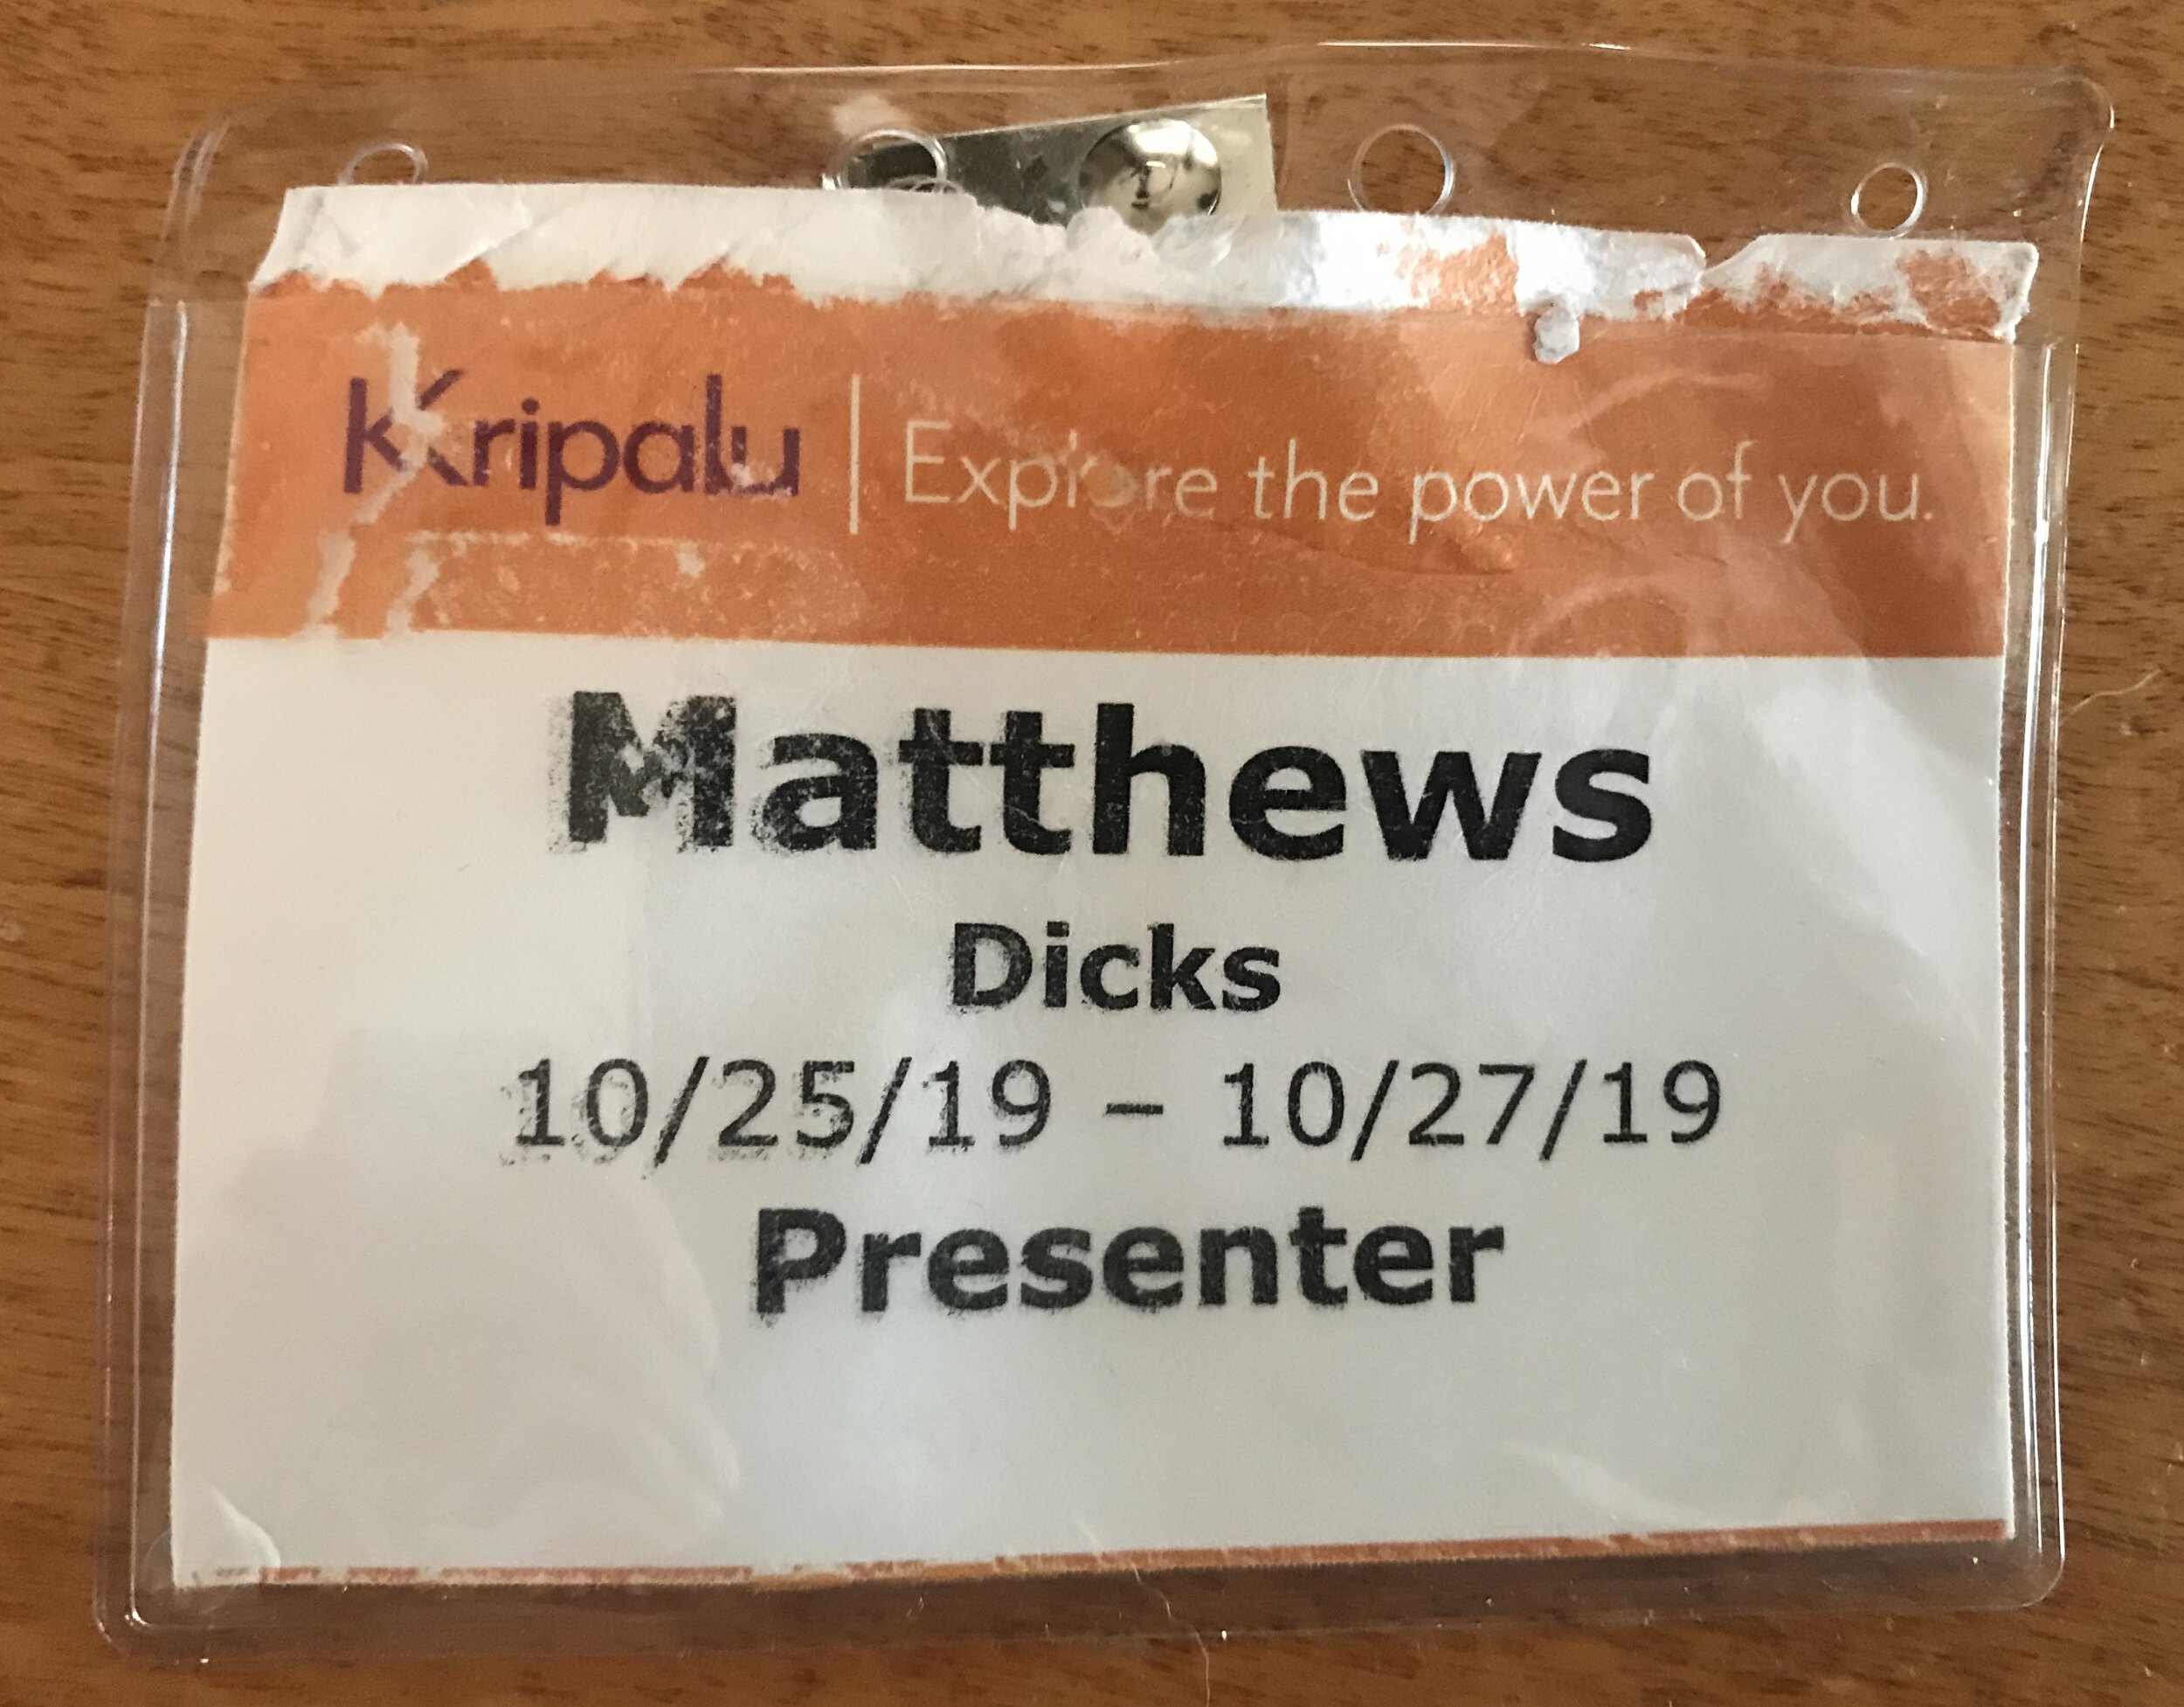 Kripalu | Explore the power of you.
Matthews
Dicks
10/25/19 – 10/27/19
Presenter